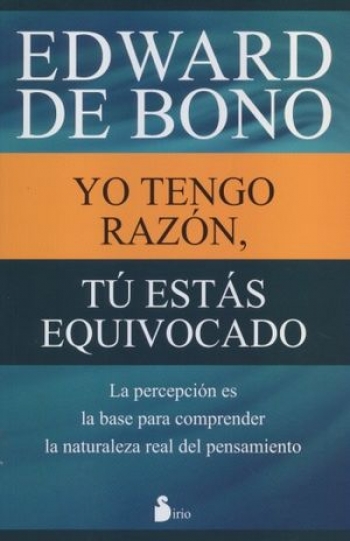 EDWARD
DE BONO
YO TENGO
RAZÓN,
TÚ ESTÁS
EQUIVOCADO
La percepción es
la base para comprender
la naturaleza real del pensamiento
Sirio